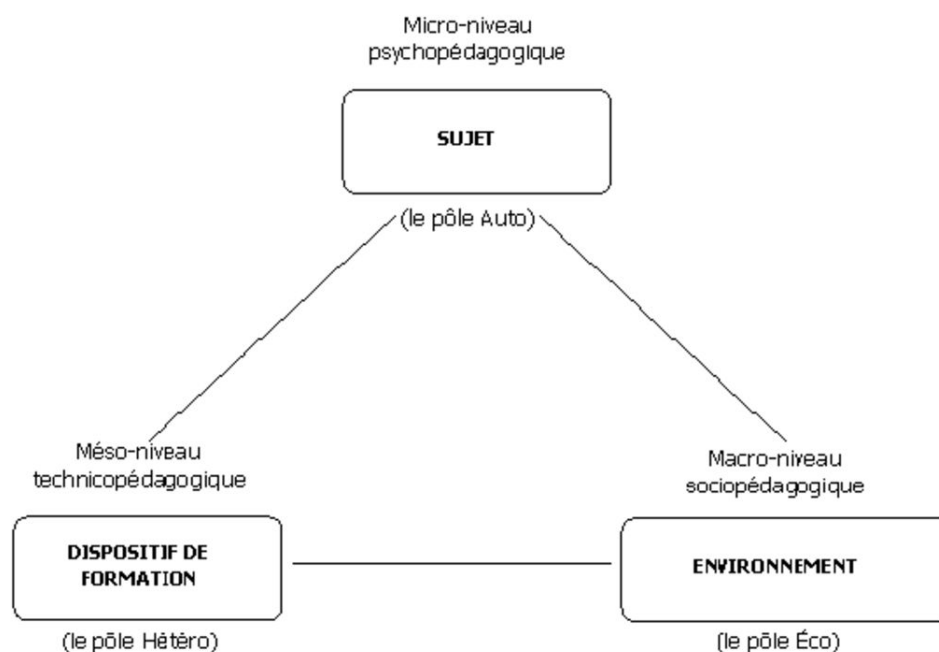 Micro-niveau
psychopédagogique
SUJET
(le pôle Auto)
Méso-niveau
technicopédagogique
DISPOSITIF DE
FORMATION
(le pôle Hétéro)
Macro-niveau
sociopédagogique
ENVIRONNEMENT
(le pôle Éco)